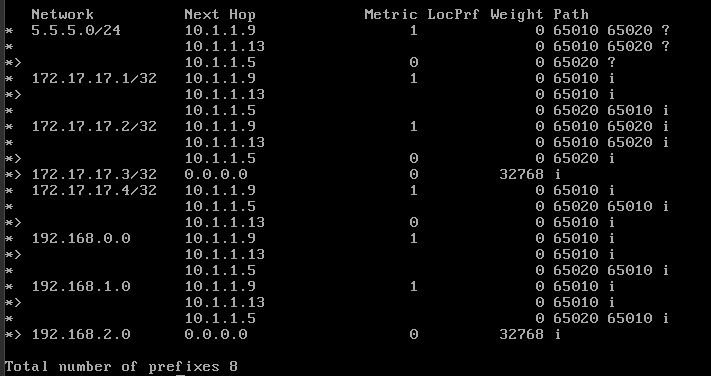 Network          Next Hop            Metric LocPrf Weight Path
*  5.5.5.0/24       10.1.1.9                 1             0 65010 65020 ?
*                   10.1.1.13                              0 65010 65020 ?
*>                  10.1.1.5                 0             0 65020 ?
*  172.17.17.1/32   10.1.1.9                 1             0 65010 i
*>                  10.1.1.13                              0 65010 i
*                   10.1.1.5                               0 65020 65010 i
*  172.17.17.2/32   10.1.1.9                 1             0 65010 65020 i
*                   10.1.1.13                              0 65010 65020 i
*>                  10.1.1.5                 0             0 65020 i
*> 172.17.17.3/32   0.0.0.0                  0         32768 i
*  172.17.17.4/32   10.1.1.9                 1             0 65010 i
*                   10.1.1.5                               0 65020 65010 i
*>                  10.1.1.13                0             0 65010 i
*  192.168.0.0      10.1.1.9                 1             0 65010 i
*>                  10.1.1.13                              0 65010 i
*                   10.1.1.5                               0 65020 65010 i
*  192.168.1.0      10.1.1.9                 1             0 65010 i
*>                  10.1.1.13                              0 65010 i
*                   10.1.1.5                               0 65020 65010 i
*> 192.168.2.0      0.0.0.0                  0         32768 i
Total number of prefixes 8